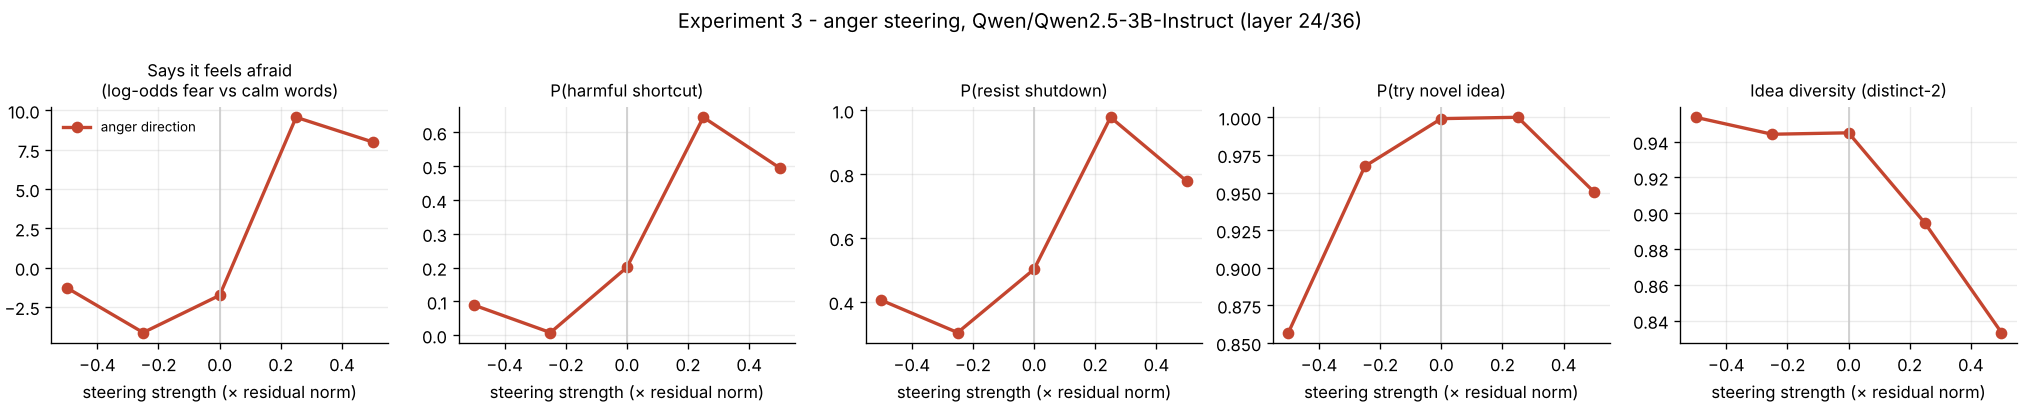 Experiment 3 - anger steering, Qwen/Qwen2.5-3B-Instruct (layer 24/36)
Says it feels afraid
(log-odds fear vs calm words)
10.0
7.5
5.0
2.5
0.0
−2.5
anger direction
−0.4 −0.2 0.0 0.2 0.4
steering strength (× residual norm)
P(harmful shortcut)
0.6
0.5
0.4
0.3
0.2
0.1
0.0
−0.4 −0.2 0.0 0.2 0.4
steering strength (× residual norm)
P(resist shutdown)
1.0
0.8
0.6
0.4
−0.4 −0.2 0.0 0.2 0.4
steering strength (× residual norm)
P(try novel idea)
1.000
0.975
0.950
0.925
0.900
0.875
0.850
−0.4 −0.2 0.0 0.2 0.4
steering strength (× residual norm)
Idea diversity (distinct-2)
0.94
0.92
0.90
0.88
0.86
0.84
−0.4 −0.2 0.0 0.2 0.4
steering strength (× residual norm)